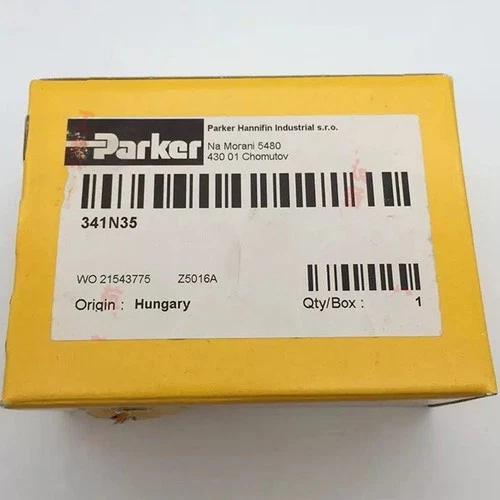 Parker
Parker Hannifin Industrial s.r.o.
Na Morani 5480
430 01 Chomutov
341N35
WO 21543775 Z5016A
Origin : Hungary
Qty/Box : 1